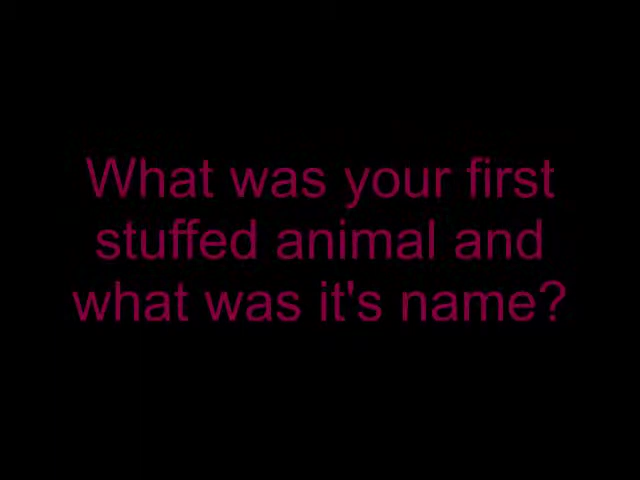 What was your first
stuffed animal and
what was it's name?